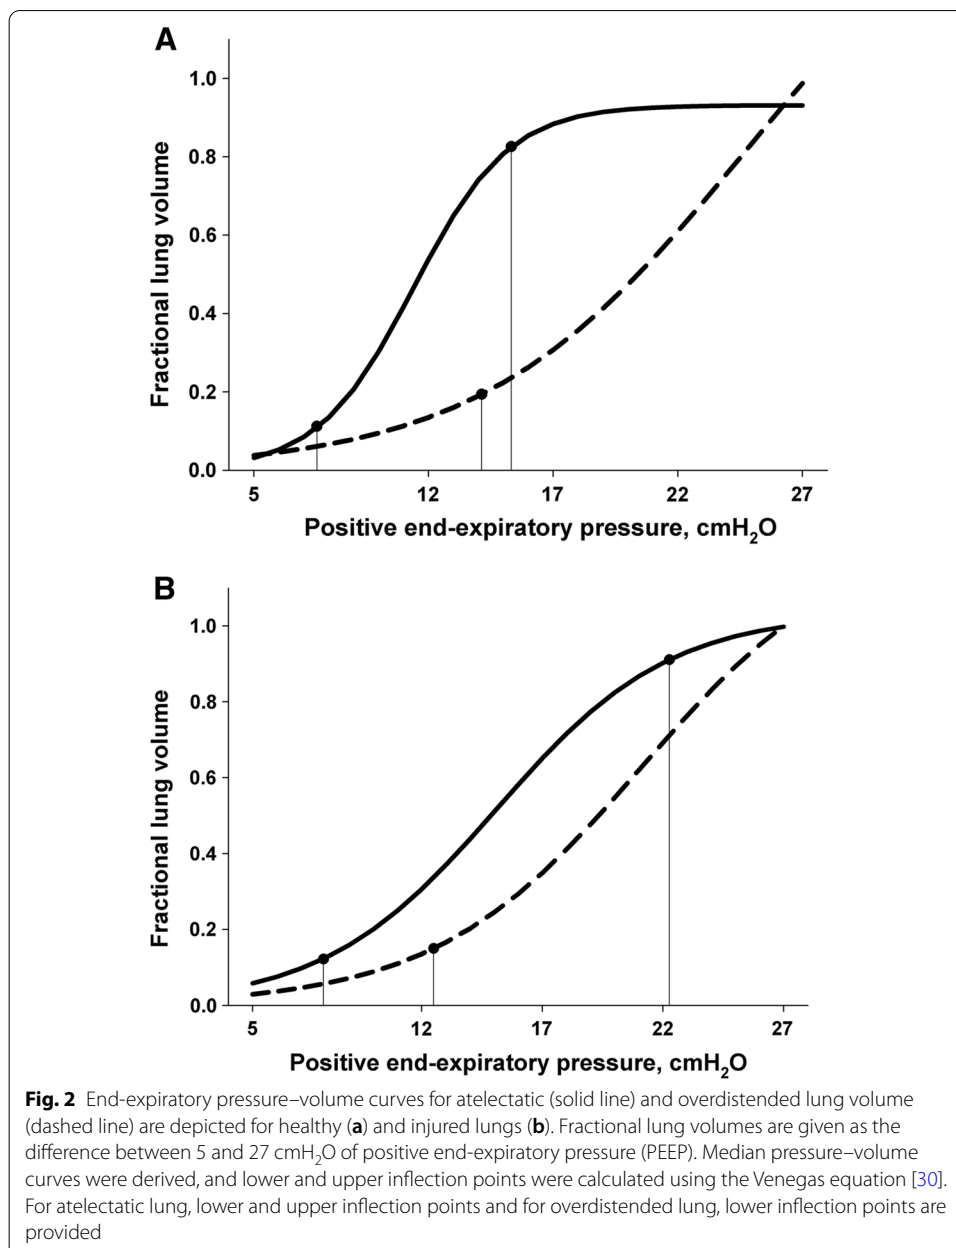 A
1.0
0.8
0.6
0.4
0.2
0.0
Fractional lung volume
5 12 17 22 27
Positive end-expiratory pressure, cmH2O
B
1.0
0.8
0.6
0.4
0.2
0.0
Fractional lung volume
5 12 17 22 27
Positive end-expiratory pressure, cmH2O
Fig. 2 End-expiratory pressure–volume curves for atelectatic (solid line) and overdistended lung volume
(dashed line) are depicted for healthy (a) and injured lungs (b). Fractional lung volumes are given as the
difference between 5 and 27 cmH2O of positive end-expiratory pressure (PEEP). Median pressure–volume
curves were derived, and lower and upper inflection points were calculated using the Venegas equation [30].
For atelectatic lung, lower and upper inflection points and for overdistended lung, lower inflection points are
provided